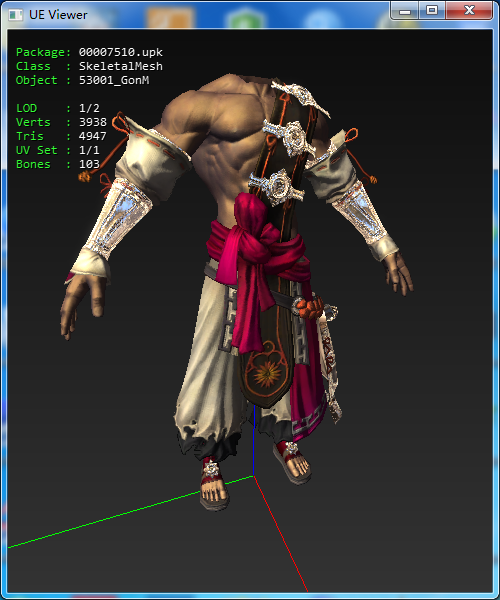 UE Viewer
Package: 00007510.upk
Class : SkeletalMesh
Object : 53001_GonM
LOD : 1/2
Verts : 3938
Tris : 4947
UV Set : 1/1
Bones : 103